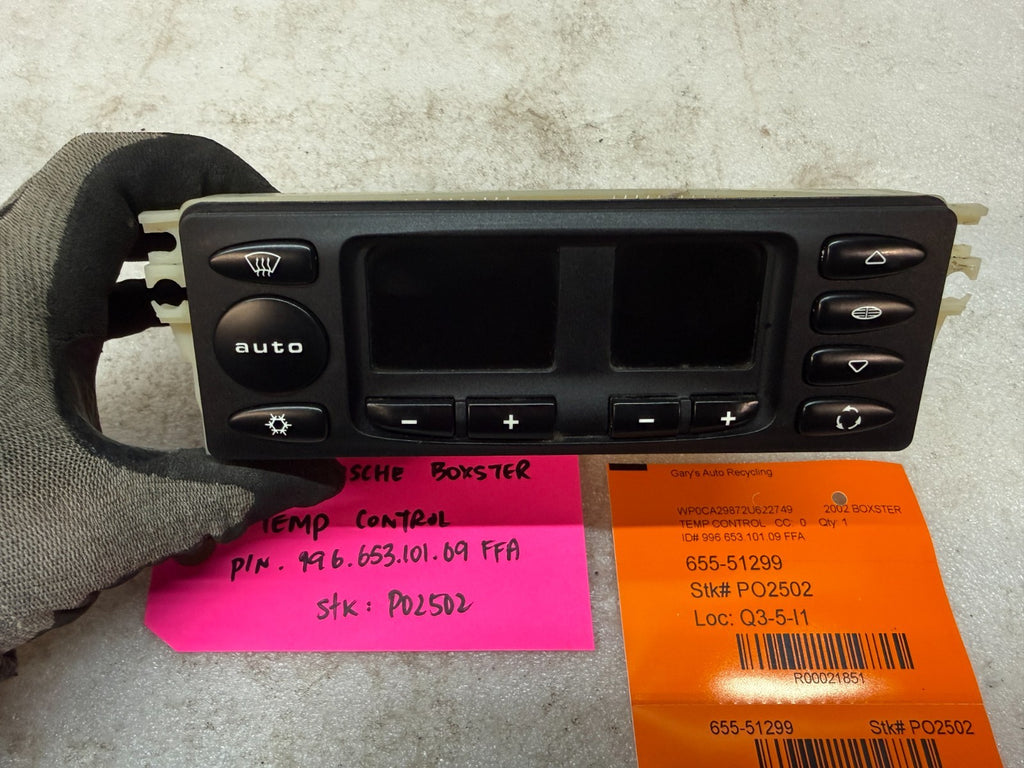 auto
- + - +
SCHE BOXSTER
TEMP CONTROL
P/N. 996.653.101.09 FFA
Stk: PO2502
Gary's Auto Recycling
WP0CA29872U622749 2002 BOXSTER
TEMP CONTROL CC: 0 Qty: 1
ID# 996.653.101.09 FFA
655-51299
Stk# PO2502
Loc: Q3-5-I1
R00021851
655-51299 Stk# PO2502